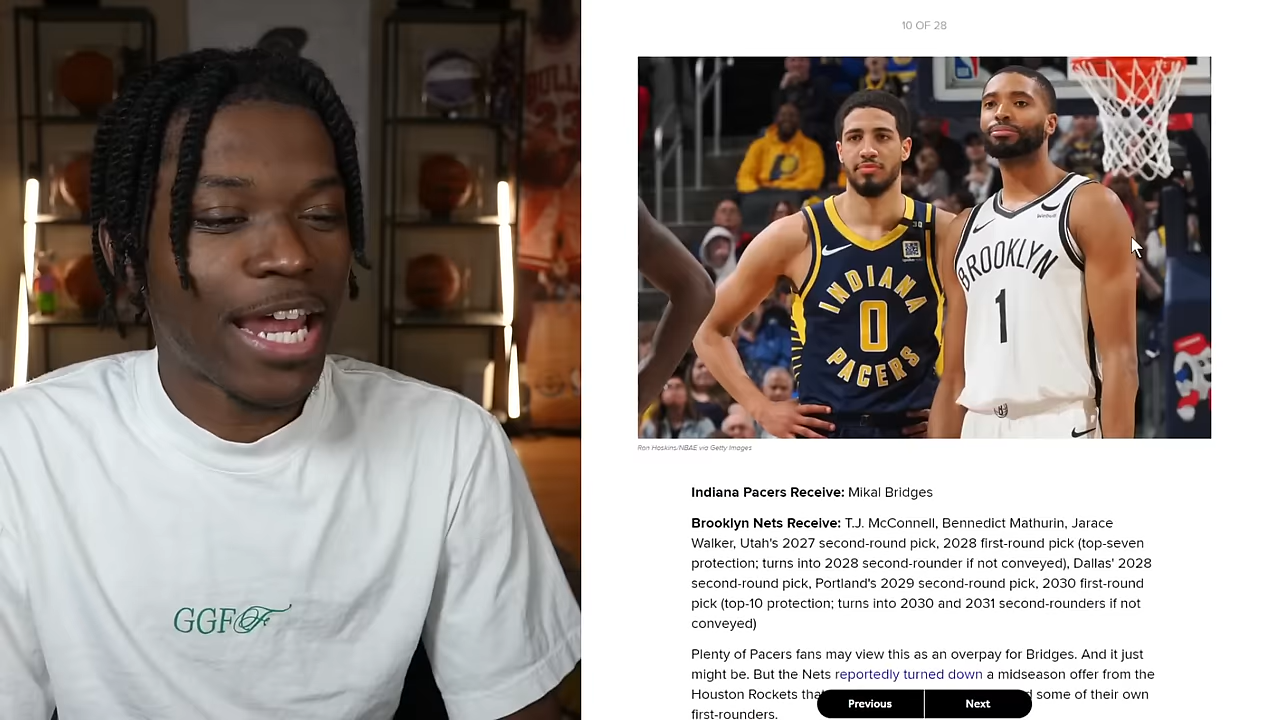 10 OF 28
BULLS
23
BROOKLYN
1
INDIANA
0
PACERS
GGF
Ron Hoskins/NBAE via Getty Images
Indiana Pacers Receive: Mikal Bridges
Brooklyn Nets Receive: T.J. McConnell, Bennedict Mathurin, Jarace
Walker, Utah's 2027 second-round pick, 2028 first-round pick (top-seven
protection; turns into 2028 second-rounder if not conveyed), Dallas' 2028
second-round pick, Portland's 2029 second-round pick, 2030 first-round
pick (top-10 protection; turns into 2030 and 2031 second-rounders if not
conveyed)
Plenty of Pacers fans may view this as an overpay for Bridges. And it just
might be. But the Nets reportedly turned down a midseason offer from the
Houston Rockets that d some of their own
first-rounders.
Previous Next